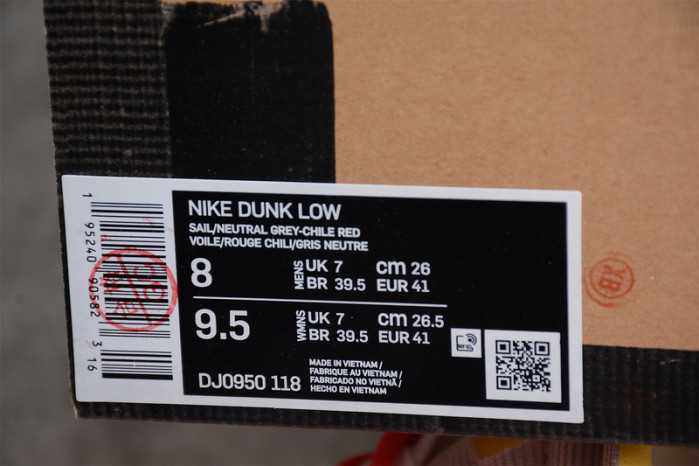 NIKE DUNK LOW
SAIL/NEUTRAL GREY-CHILE RED
VOILE/ROUGE CHILI/GRIS NEUTRE
8 MENS UK 7 cm 26
BR 39.5 EUR 41
9.5 WMNS UK 7 cm 26.5
BR 39.5 EUR 41
MADE IN VIETNAM /
FABRIQUE AU VIETNAM /
FABRICADO NO VIETNÃ /
HECHO EN VIETNAM
DJ0950 118
1 95240 90582 3 16
XB